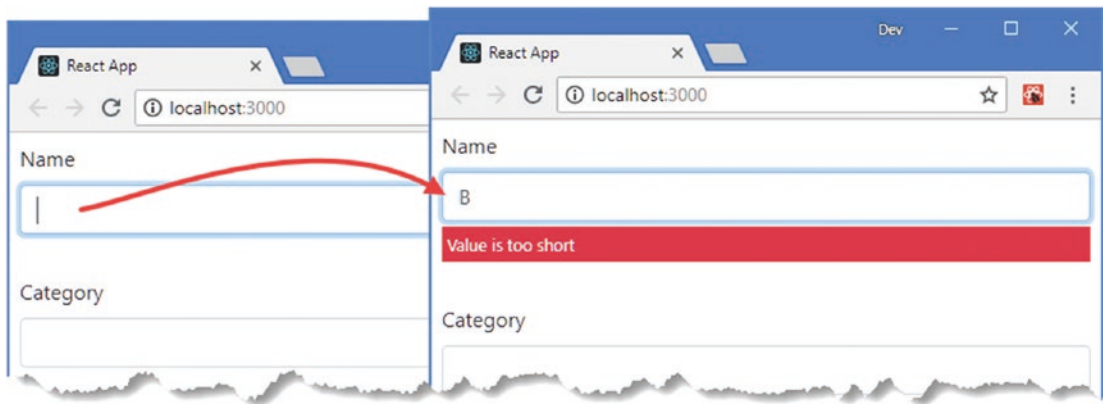 React App
localhost:3000
Name
Category
Dev
React App
localhost:3000
Name
B
Value is too short
Category